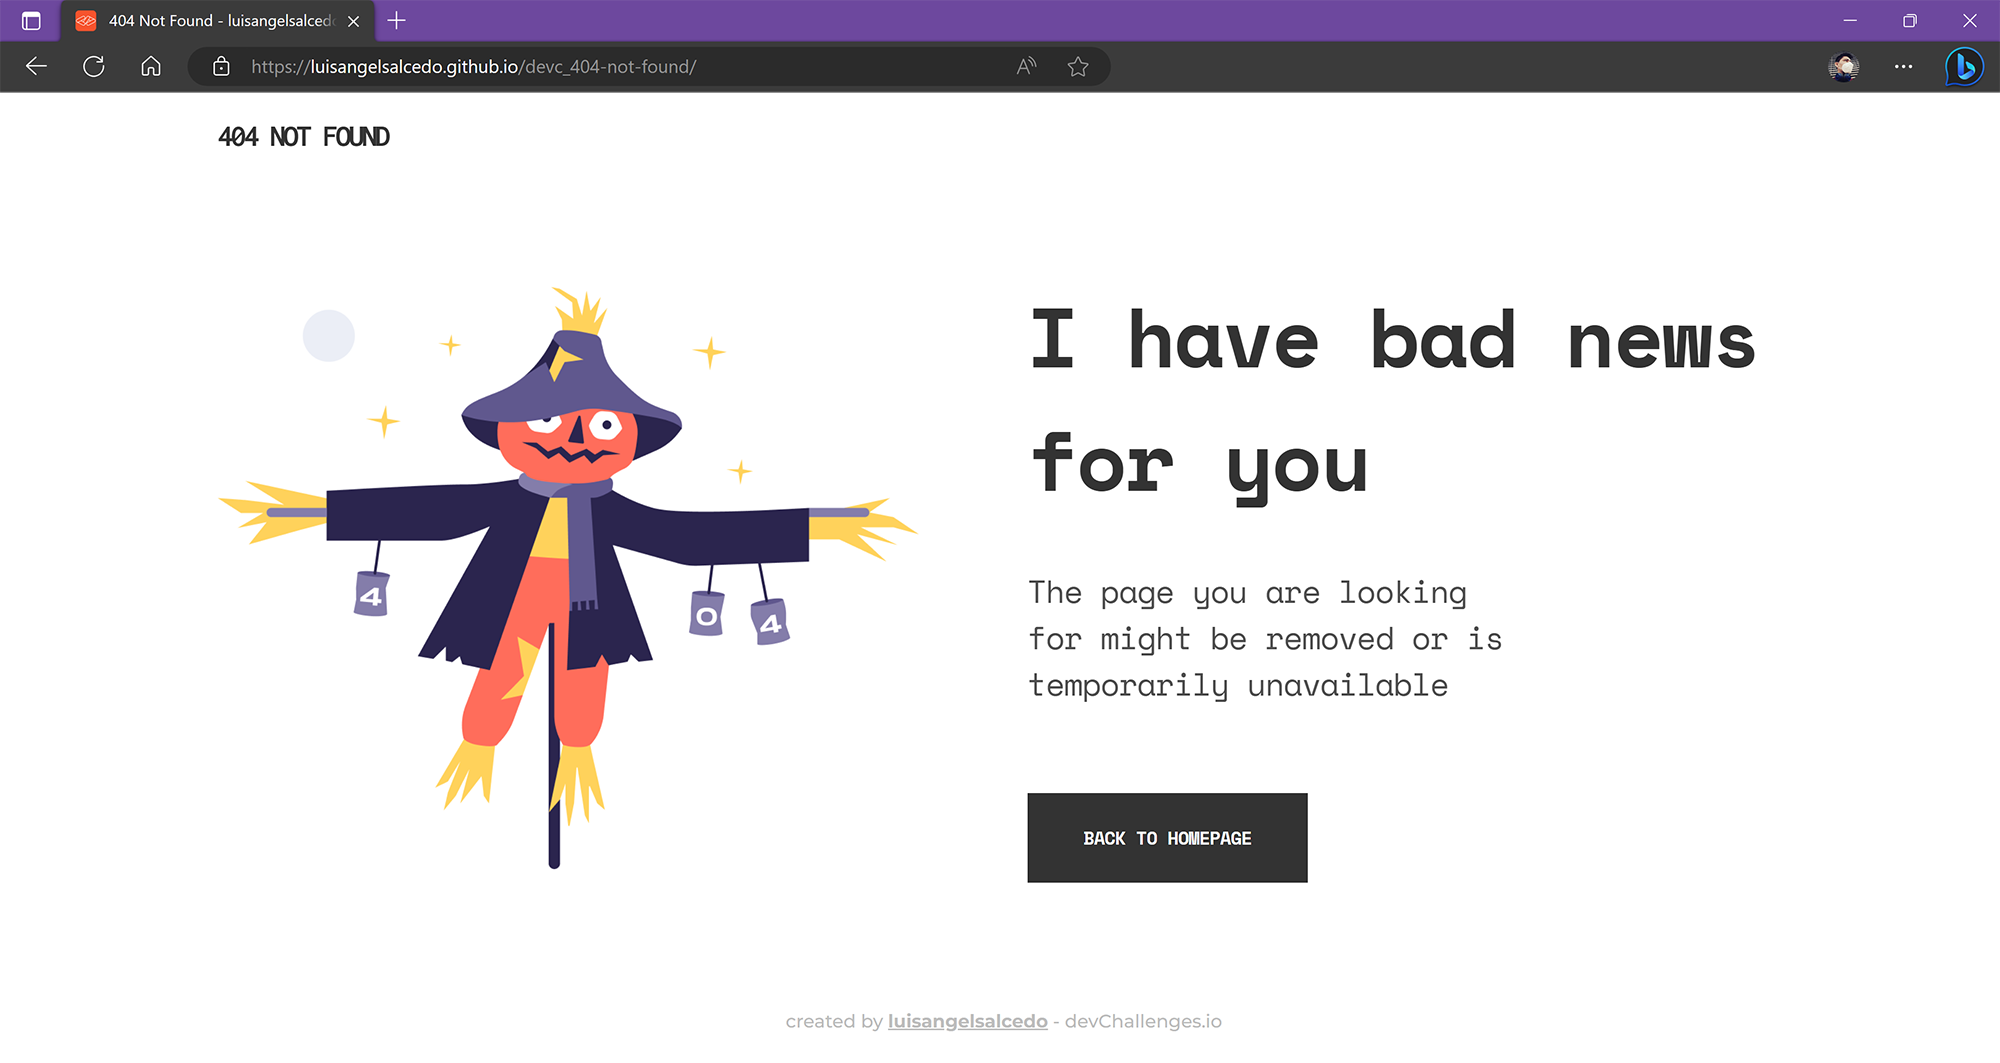 404 Not Found - luisangelsalced
https://luisangelsalcedo.github.io/devc_404-not-found/
404 NOT FOUND
I have bad news
for you
4
0
4
The page you are looking
for might be removed or is
temporarily unavailable
BACK TO HOMEPAGE
created by luisangelsalcedo - devChallenges.io